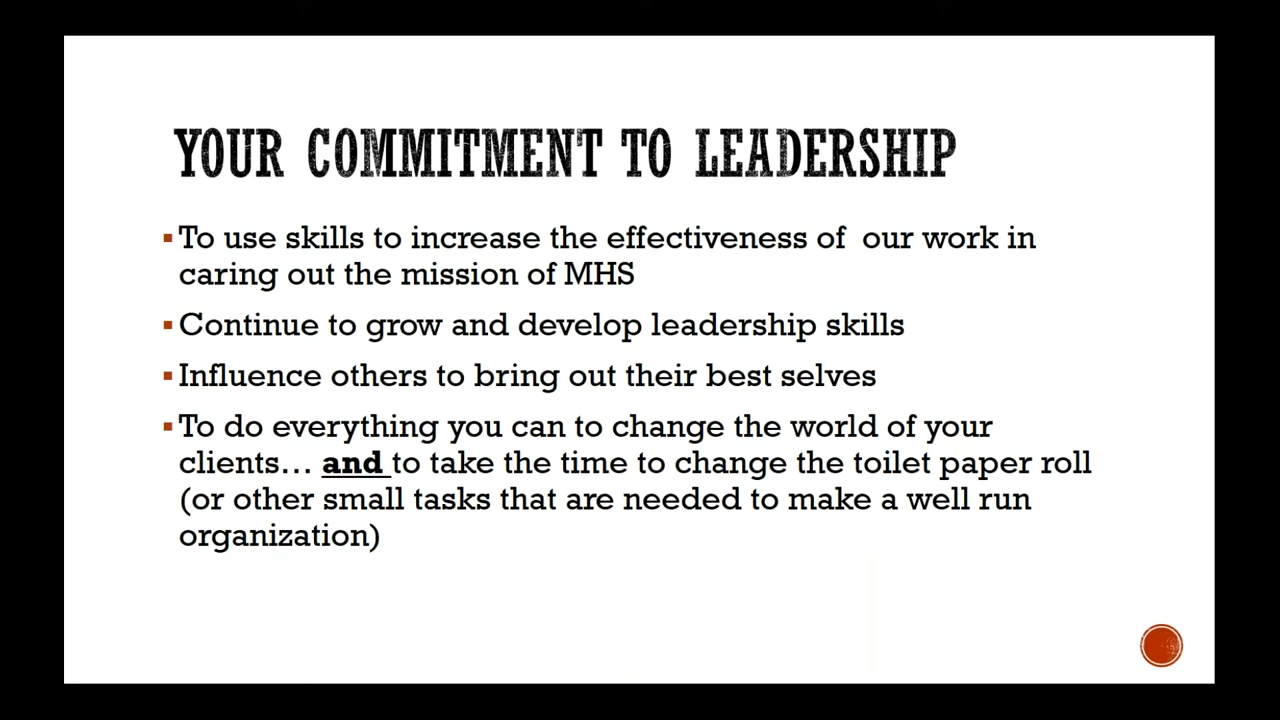 YOUR COMMITMENT TO LEADERSHIP
▪To use skills to increase the effectiveness of  our work in
caring out the mission of MHS
▪Continue to grow and develop leadership skills
▪Influence others to bring out their best selves
▪To do everything you can to change the world of your
clients… and to take the time to change the toilet paper roll
(or other small tasks that are needed to make a well run
organization)